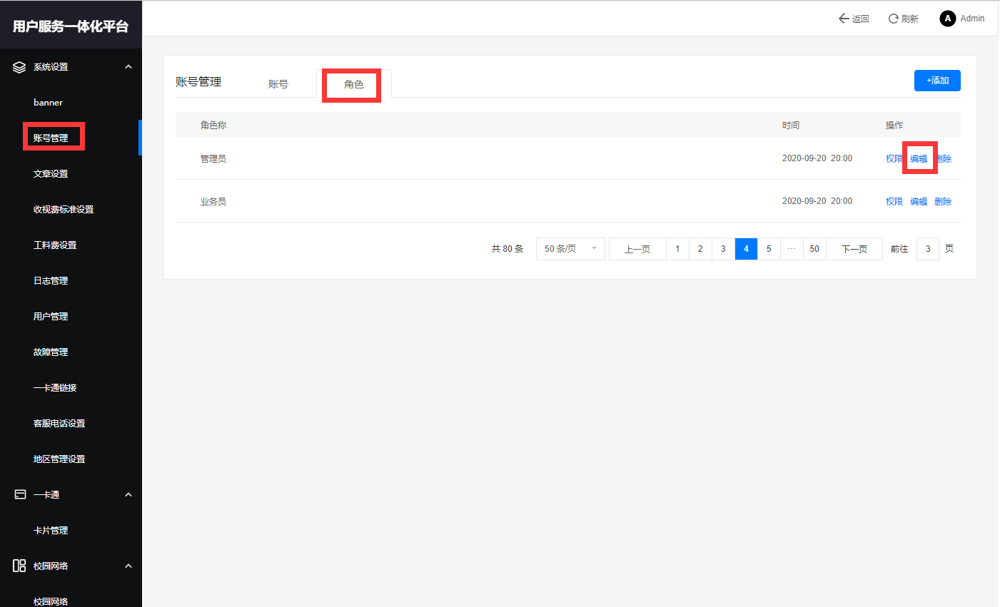 用户服务一体化平台
返回 刷新 A Admin
系统设置
banner
账号管理
文章设置
收视费标准设置
工料费设置
日志管理
用户管理
故障管理
一卡通链接
客服电话设置
地区管理设置
一卡通
卡片管理
校园网络
校园网络
账号管理 账号 角色 +添加
角色称 时间 操作
管理员 2020-09-20 20:00 权限 编辑 删除
业务员 2020-09-20 20:00 权限 编辑 删除
共 80 条 50 条/页 上一页 1 2 3 4 5 ··· 50 下一页 前往 3 页